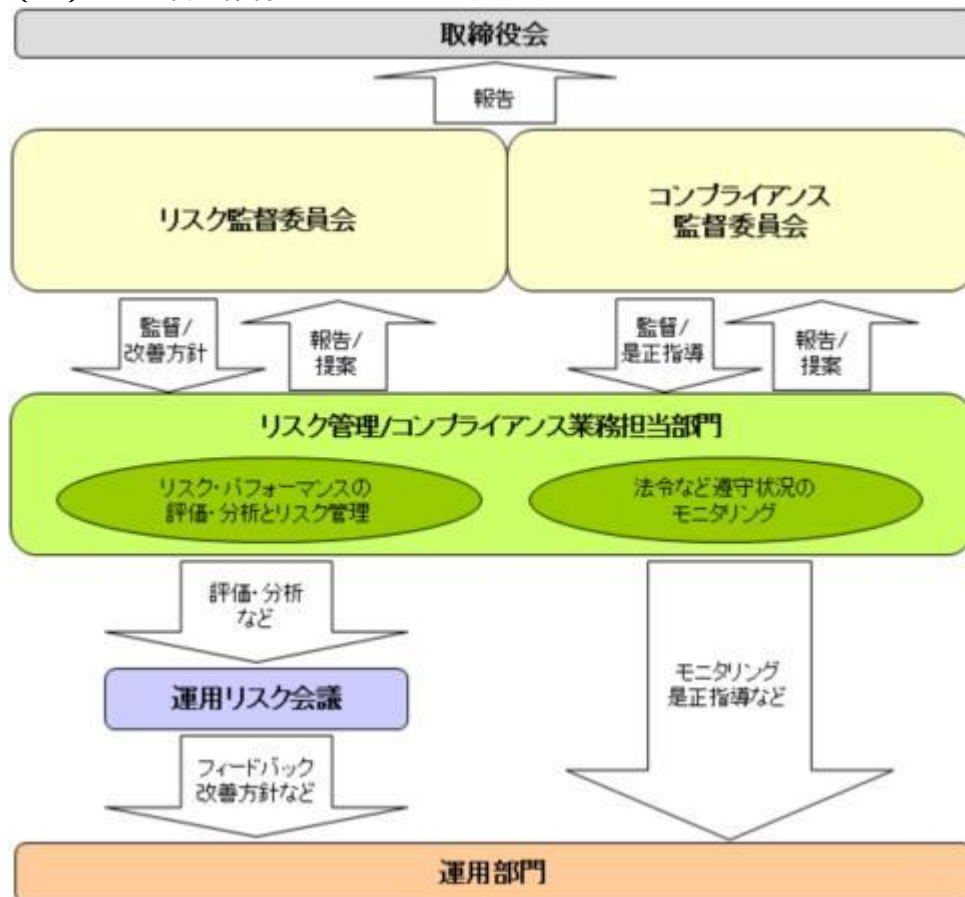 取締役会
報告
リスク監督委員会
コンプライアンス
監督委員会
監督/
改善方針
報告/
提案
監督/
是正指導
報告/
提案
リスク管理/コンプライアンス業務担当部門
リスク・パフォーマンスの
評価・分析とリスク管理
法令など遵守状況の
モニタリング
評価・分析
など
運用リスク会議
モニタリング
是正指導など
フィードバック
改善方針など
運用部門